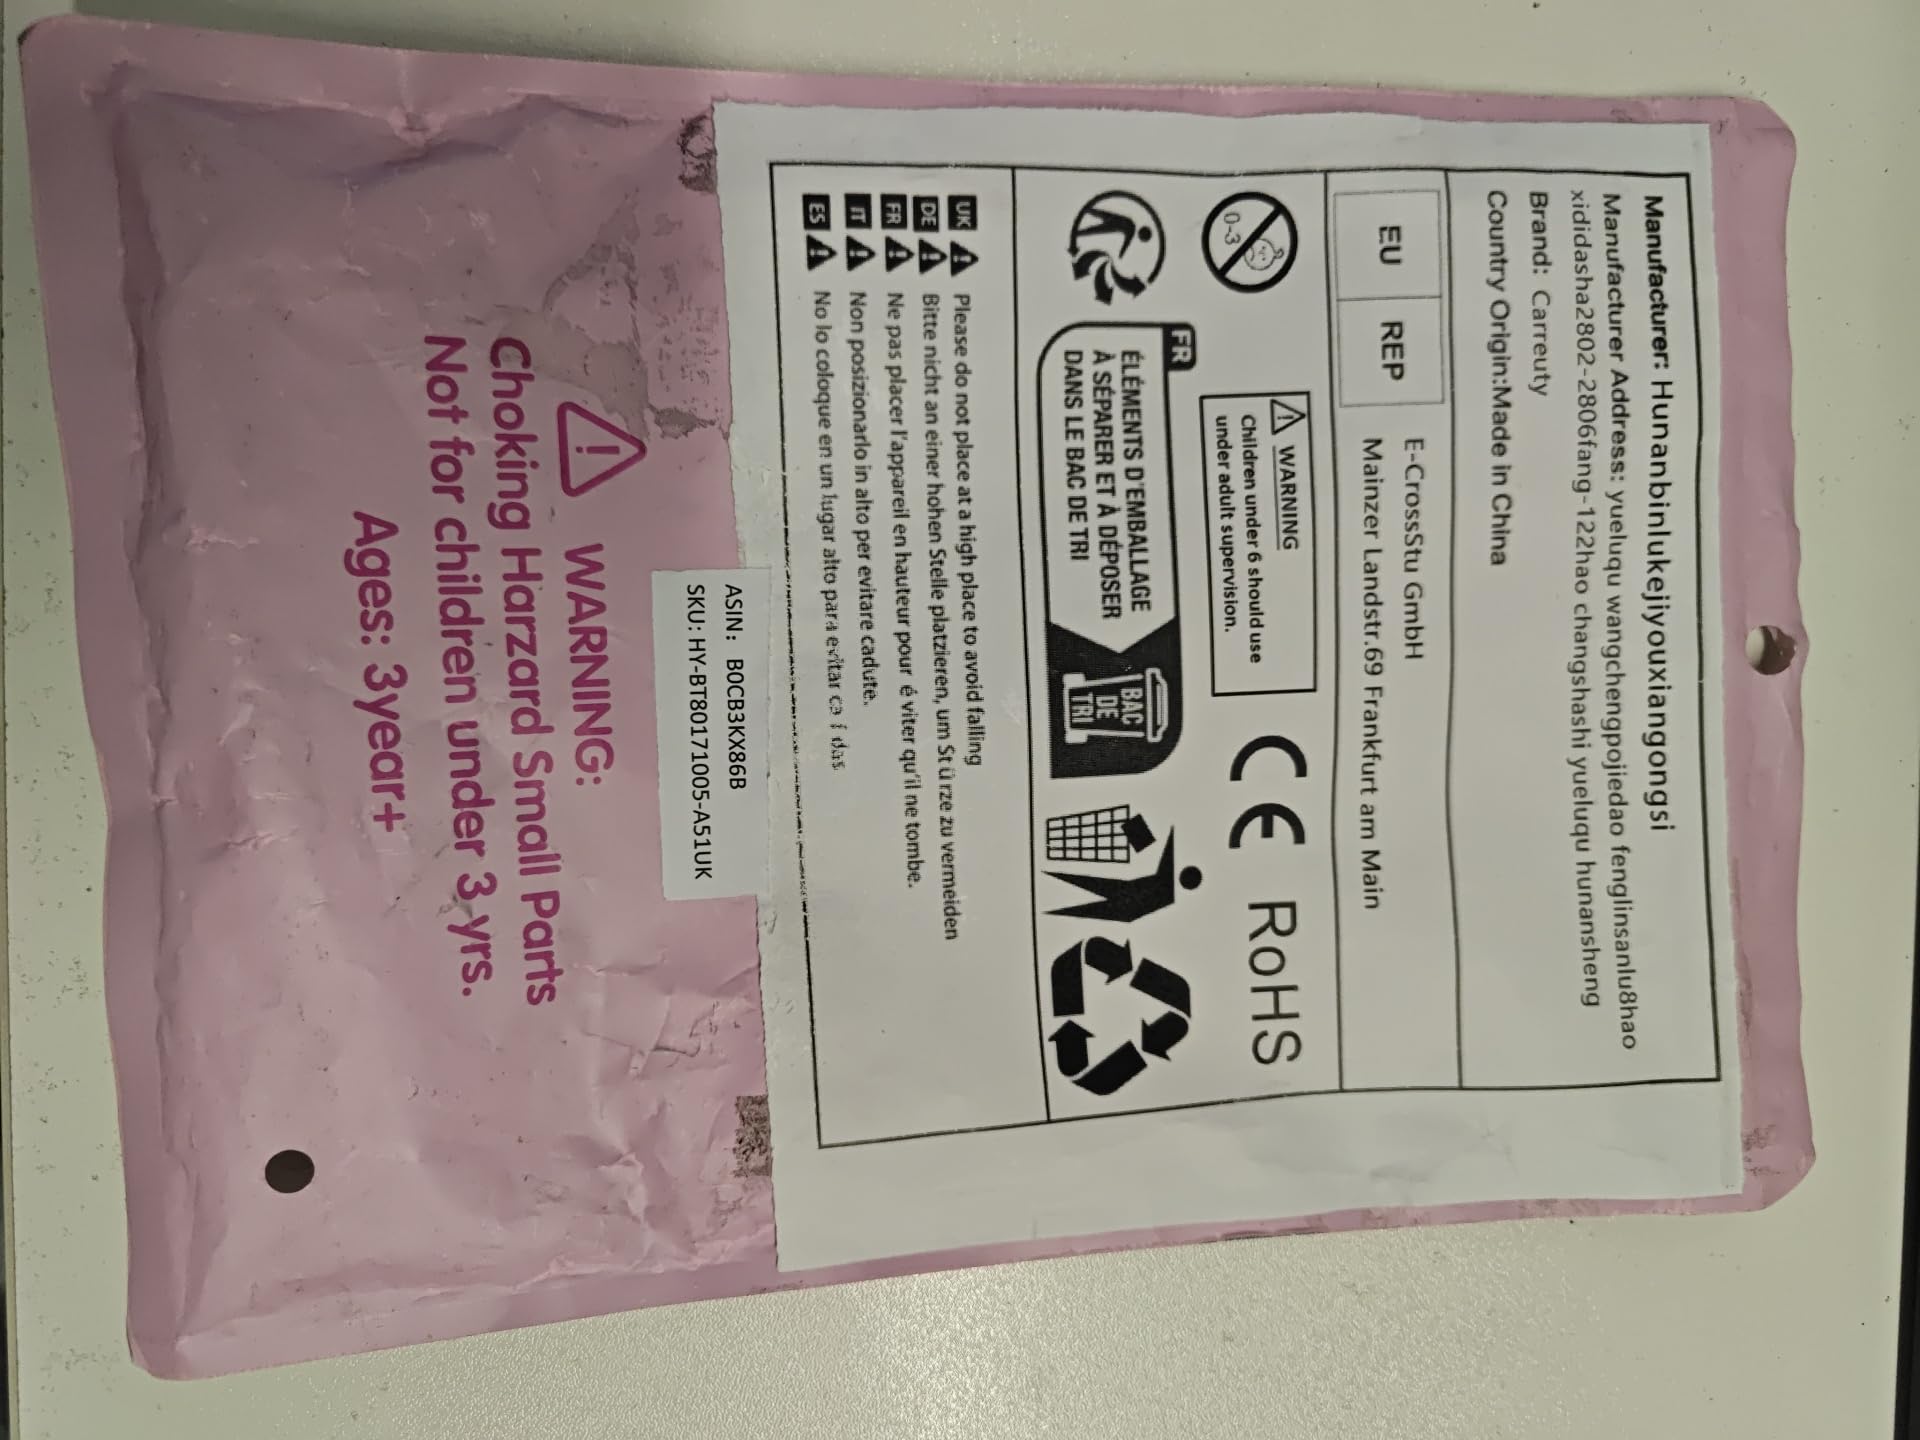 Manufacturer: Hunanbinlukejiyouxiangongsi
Manufacturer Address: yueluqu wangchengpojiedao fenglinsanlu8hao
xididasha2802-2806fang-122hao changshashi yueluqu hunansheng
Brand: Carreuty
Country Origin:Made in China
EU REP
E-CrossStu GmbH
Mainzer Landstr.69 Frankfurt am Main
0-3
WARNING
Children under 6 should use
under adult supervision.
CE RoHS
FR
ÉLÉMENTS D'EMBALLAGE
À SÉPARER ET À DÉPOSER
DANS LE BAC DE TRI
BAC
DE
TRI
UK Please do not place at a high place to avoid falling
DE Bitte nicht an einer hohen Stelle platzieren, um St ü rze zu vermeiden
FR Ne pas placer l'appareil en hauteur pour é viter qu'il ne tombe.
IT Non posizionarlo in alto per evitare cadute.
ES No lo coloque en un lugar alto para evitar ca í das
ASIN: B0CB3KX86B
SKU: HY-BT80171005-A51UK
WARNING:
Choking Harzard Small Parts
Not for children under 3 yrs.
Ages: 3year+